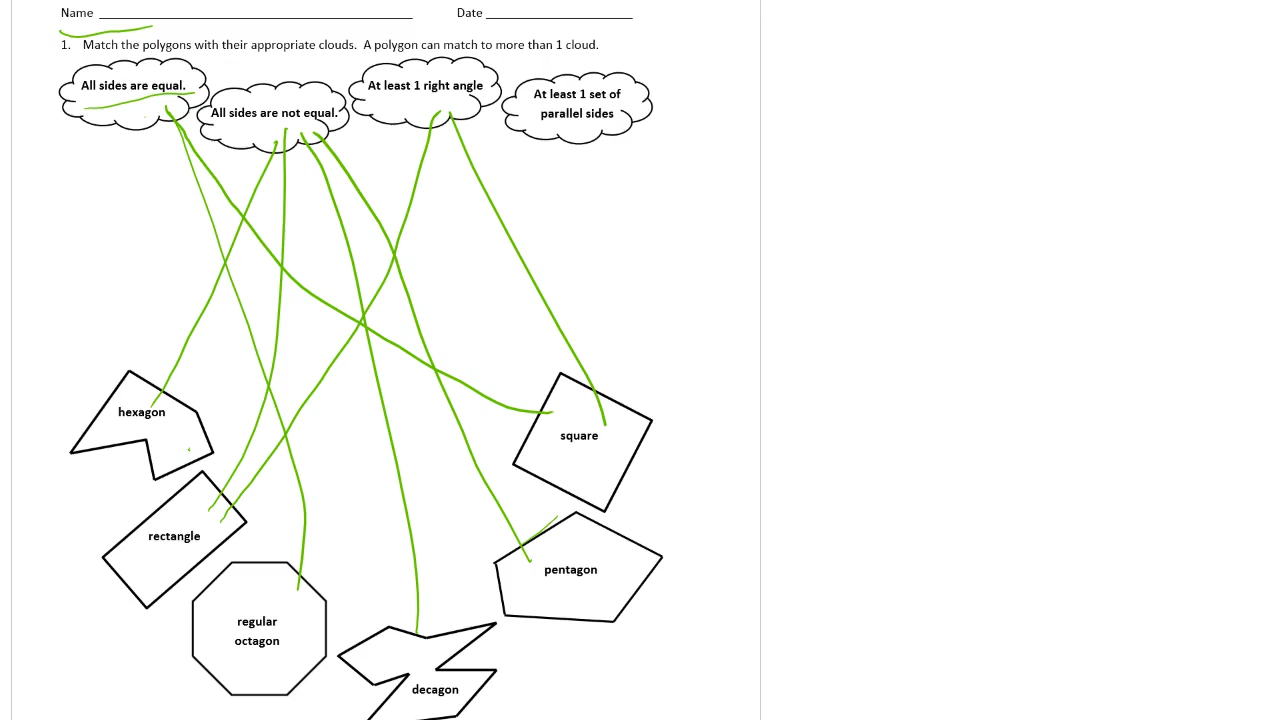 Name Date
1. Match the polygons with their appropriate clouds. A polygon can match to more than 1 cloud.
All sides are equal.
All sides are not equal.
At least 1 right angle
At least 1 set of
parallel sides
hexagon
square
rectangle
pentagon
regular
octagon
decagon